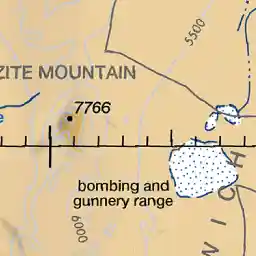 5500
ZITE MOUNTAIN
7766
e
bombing and
gunnery range
6000
W I C H